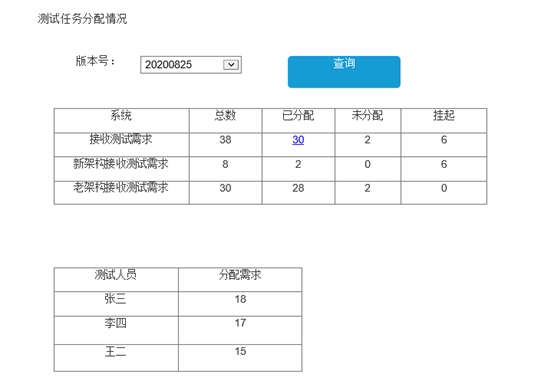 测试任务分配情况
版本号： 20200825 查询
系统 总数 已分配 未分配 挂起
接收测试需求 38 30 2 6
新架构接收测试需求 8 2 0 6
老架构接收测试需求 30 28 2 0
测试人员 分配需求
张三 18
李四 17
王二 15